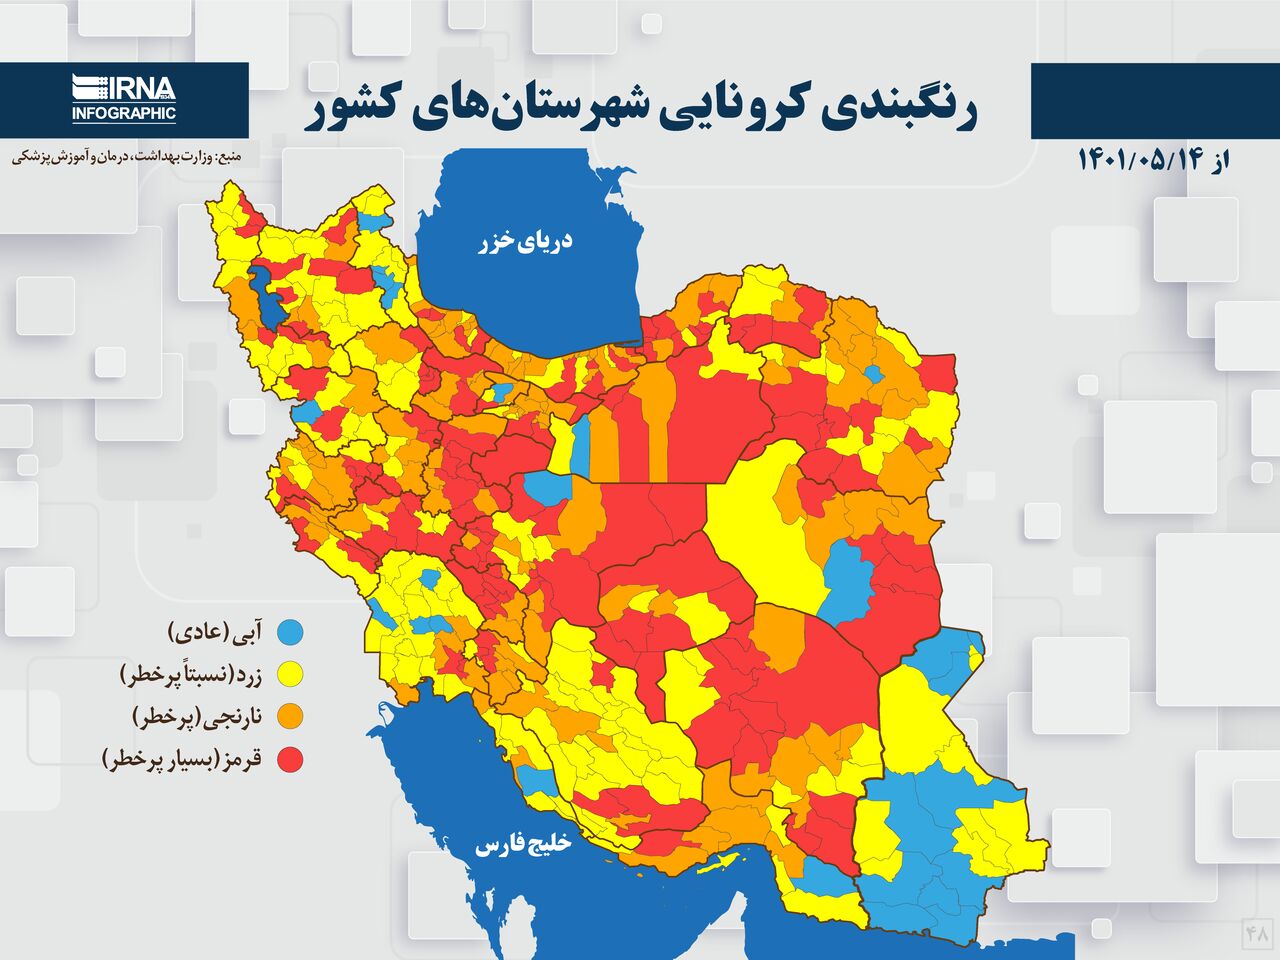 IRNA
INFOGRAPHIC
رنگبندی کرونایی شهرستان‌های کشور
منبع: وزارت بهداشت، درمان و آموزش پزشکی
از ۱۴۰۱/۰۵/۱۴
دریای خزر
آبی (عادی)
زرد (نسبتاً پرخطر)
نارنجی (پرخطر)
قرمز (بسیار پرخطر)
خلیج فارس
۴۸